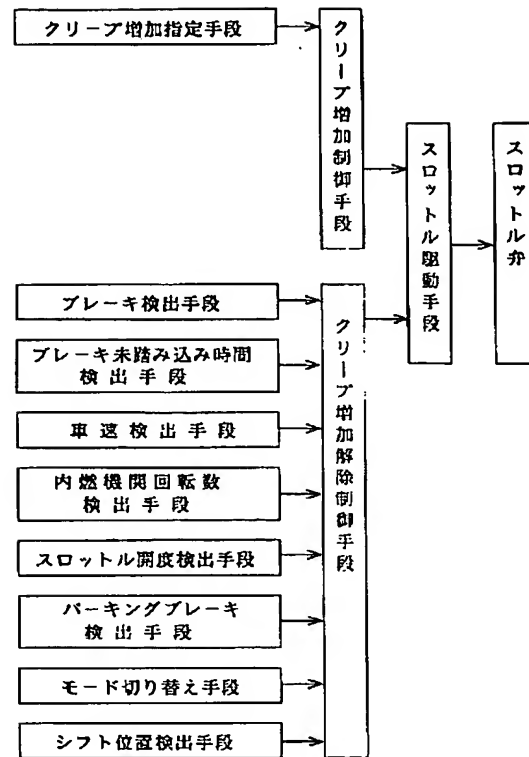 クリープ増加指定手段
クリープ増加制御手段
スロットル駆動手段
スロットル弁
ブレーキ検出手段
ブレーキ未踏み込み時間
検出手段
車速検出手段
内燃機関回転数
検出手段
スロットル開度検出手段
パーキングブレーキ
検出手段
モード切り替え手段
シフト位置検出手段
クリープ増加解除制御手段